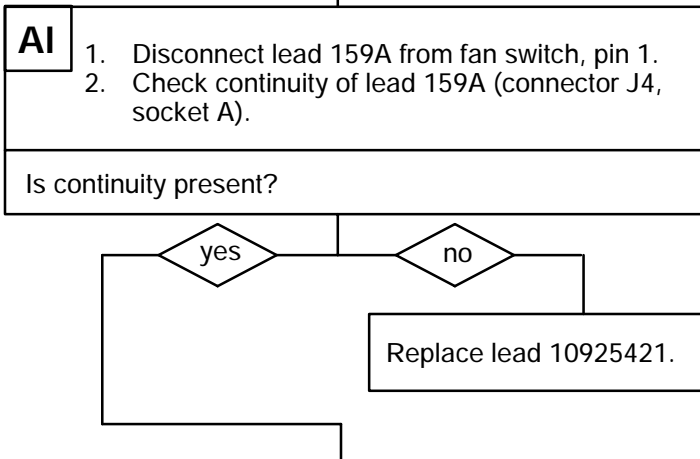 AI
1. Disconnect lead 159A from fan switch, pin 1.
2. Check continuity of lead 159A (connector J4,
socket A).
Is continuity present?
yes
no
Replace lead 10925421.